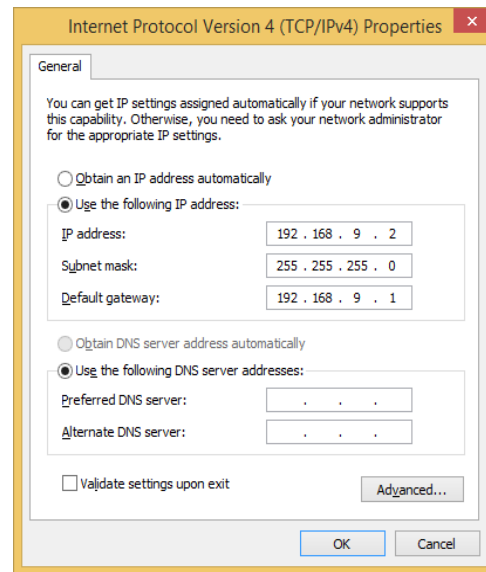 Internet Protocol Version 4 (TCP/IPv4) Properties
×
General
You can get IP settings assigned automatically if your network supports
this capability. Otherwise, you need to ask your network administrator
for the appropriate IP settings.
Obtain an IP address automatically
Use the following IP address:
IP address: 192 . 168 . 9 . 2
Subnet mask: 255 . 255 . 255 . 0
Default gateway: 192 . 168 . 9 . 1
Obtain DNS server address automatically
Use the following DNS server addresses:
Preferred DNS server: . . .
Alternate DNS server: . . .
Validate settings upon exit
Advanced...
OK
Cancel